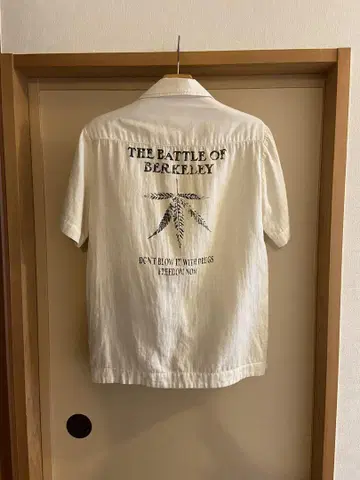 THE BATTLE OF
BERKELEY
DON'T BLOW IT WITH DRUGS
FREEDOM NOW